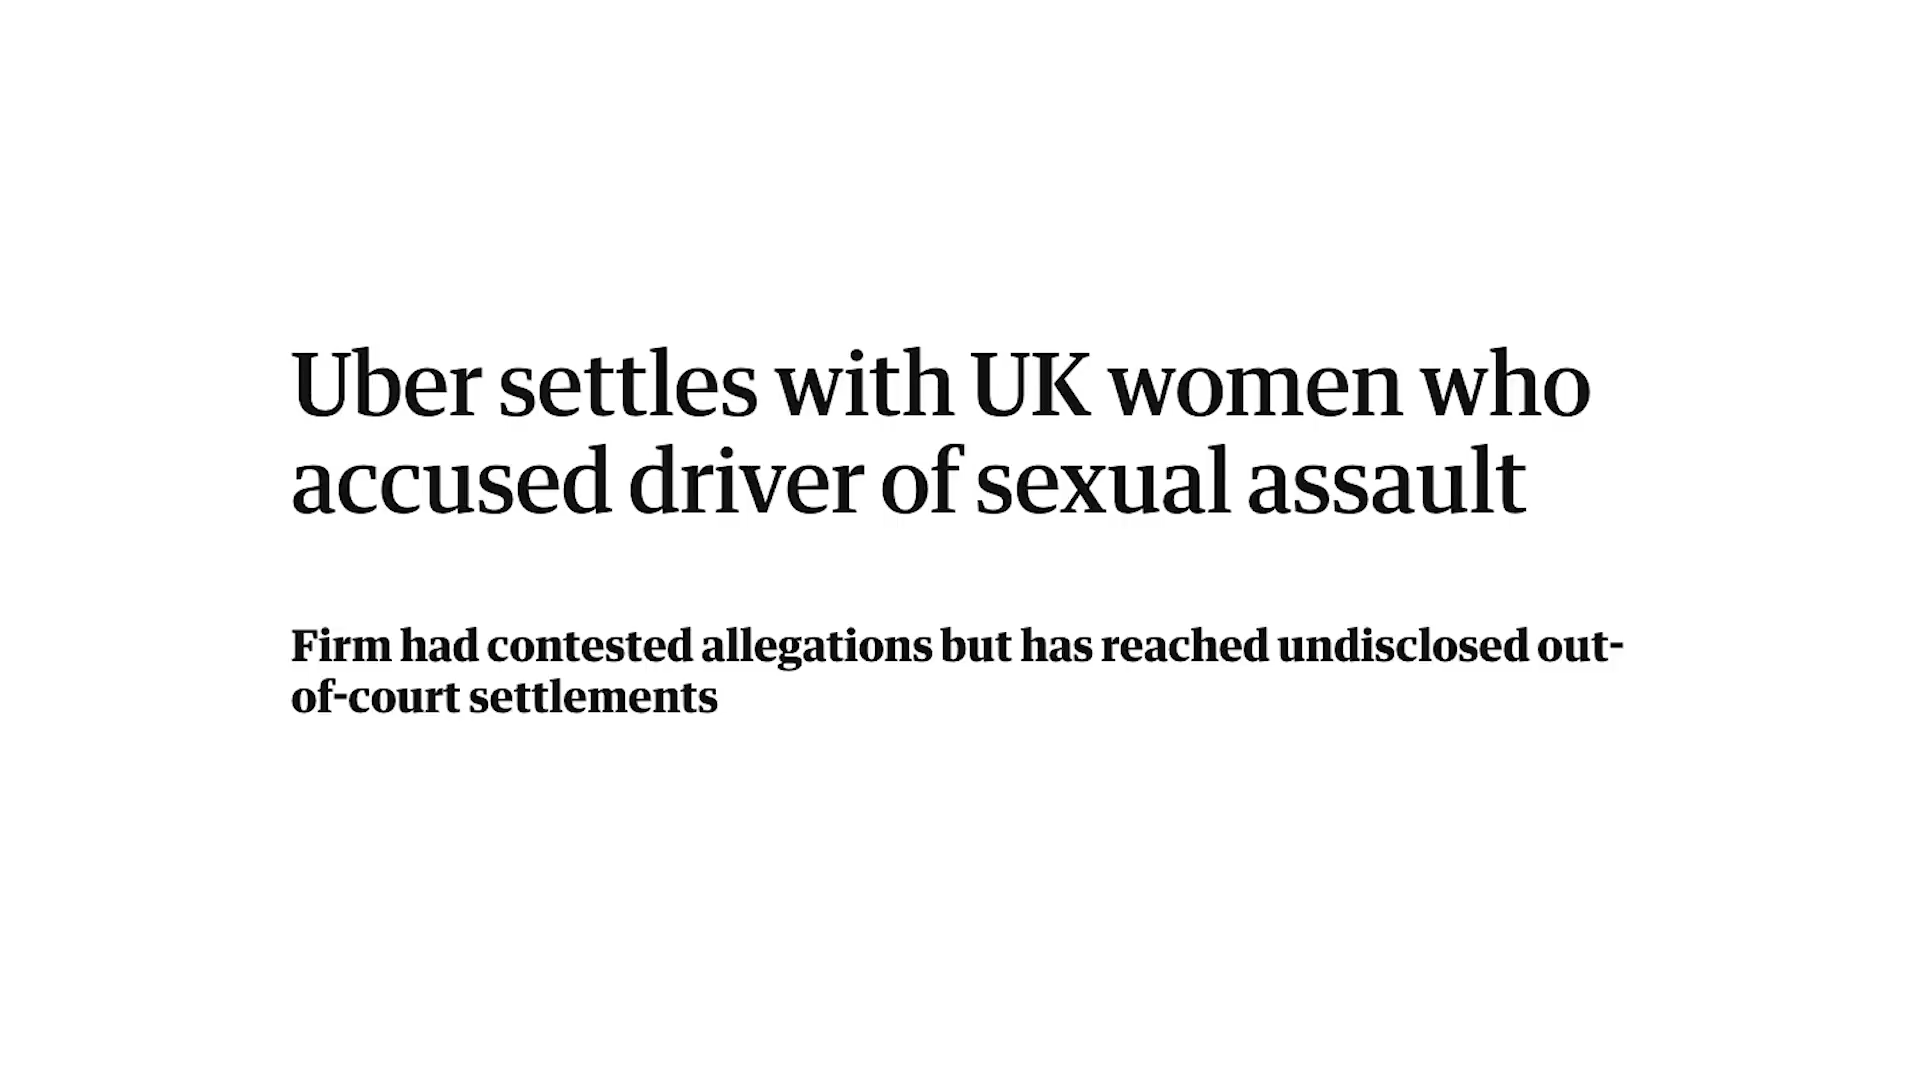 Uber settles with UK women who
accused driver of sexual assault
Firm had contested allegations but has reached undisclosed out-
of-court settlements